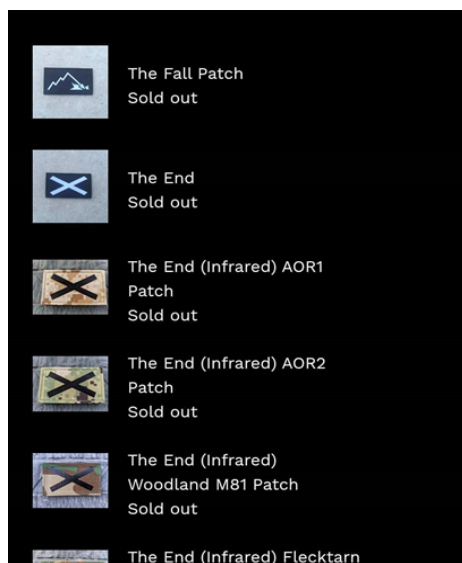 The Fall Patch
Sold out
The End
Sold out
The End (Infrared) AOR1
Patch
Sold out
The End (Infrared) AOR2
Patch
Sold out
The End (Infrared)
Woodland M81 Patch
Sold out
The End (Infrared) Flecktarn